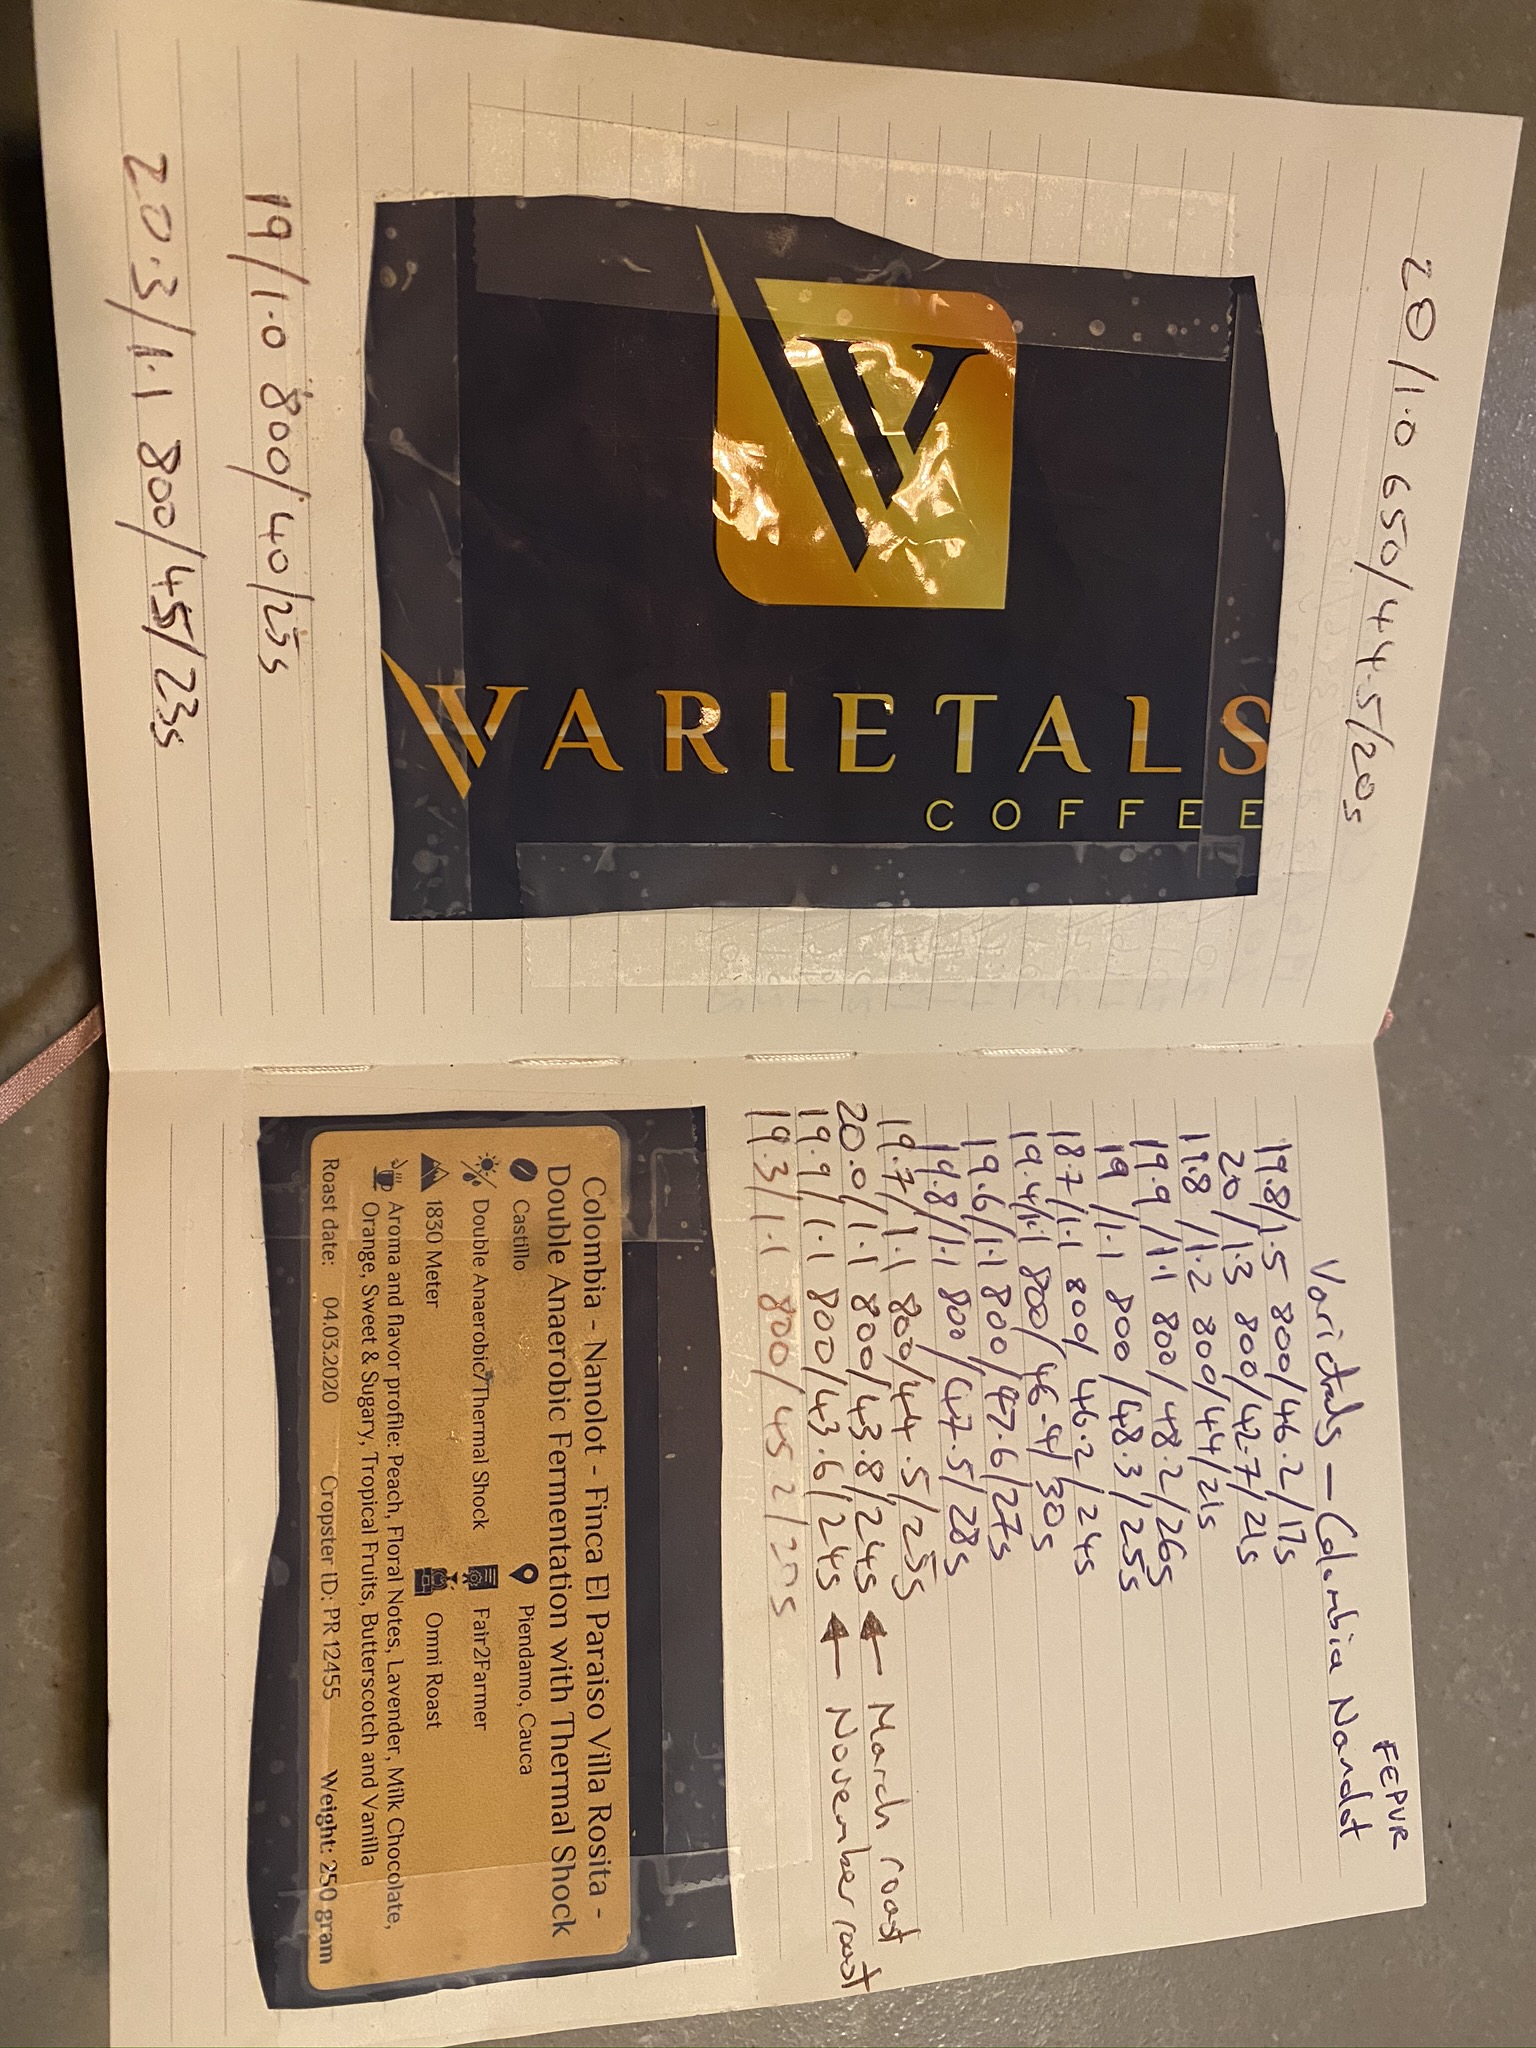 20/1.0 650/44.5/20s
VARIETALS
COFFEE
19/1.0 800/40/25s
20.3/1.1 800/45/23s
FEPVR
Varietals - Colombia Nanolot
19.8/1.5 800/46.2/17s
20/1.3 800/42.7/21s
19.8/1.2 800/44/21s
19.9/1.1 800/48.2/26s
19/1.1 800/48.3/25s
18.7/1.1 800/46.2/24s
19.4/1.1 800/46.4/30s
19.6/1.1 800/47.6/27s
19.8/1.1 800/47.5/28s
19.7/1.1 800/44.5/25s
20.0/1.1 800/43.8/24s ← March roast
19.9/1.1 800/43.6/24s ← November roast
19.3/1.1 800/45.2/20s
Colombia - Nanolot - Finca El Paraiso Villa Rosita -
Double Anaerobic Fermentation with Thermal Shock
Castillo Piendamo, Cauca
Double Anaerobic/Thermal Shock Fair2Farmer
1830 Meter Omni Roast
Aroma and flavor profile: Peach, Floral Notes, Lavender, Milk Chocolate,
Orange, Sweet & Sugary, Tropical Fruits, Butterscotch and Vanilla
Roast date: 04.03.2020 Cropster ID: PR 12455 Weight: 250 gram